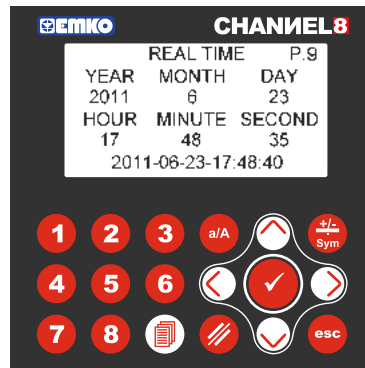 EMKO CHANNEL8
REAL TIME P.9
YEAR MONTH DAY
2011 6 23
HOUR MINUTE SECOND
17 48 35
2011-06-23-17:48:40
1 2 3 a/A +/- Sym
4 5 6
7 8 esc